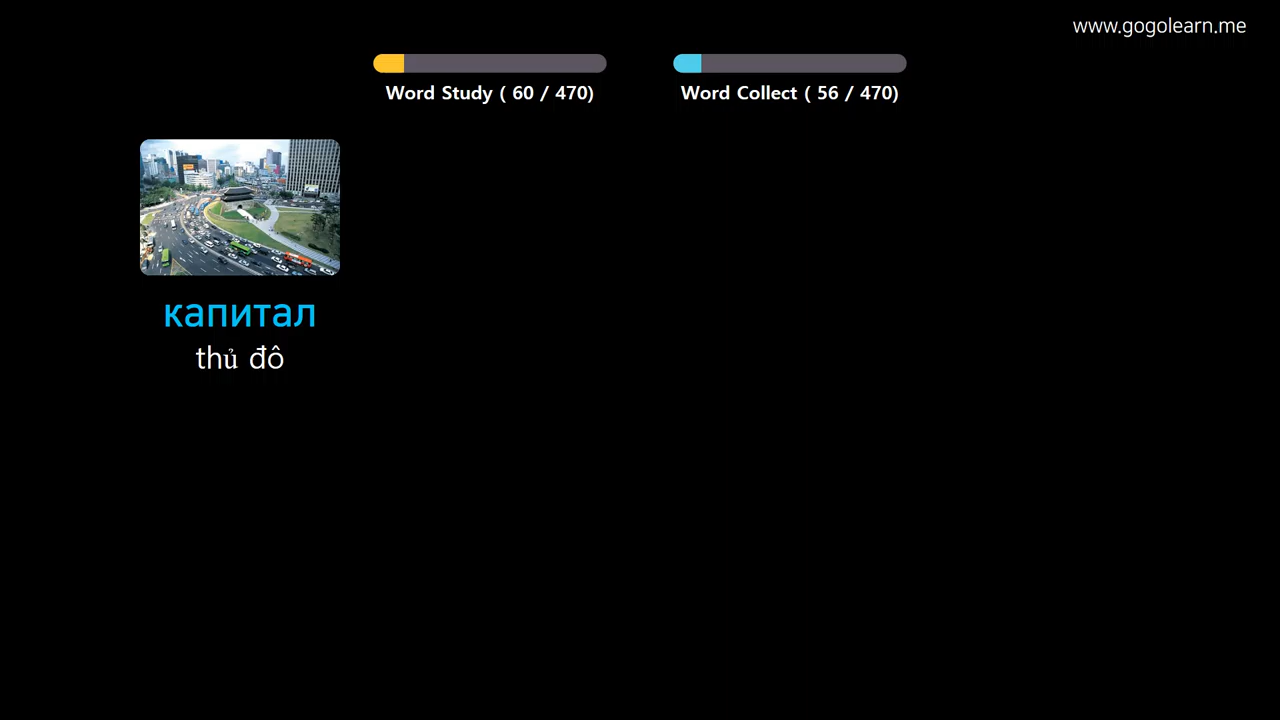 www.gogolearn.me
Word Study ( 60 / 470)
Word Collect ( 56 / 470)
капитал
thủ đô